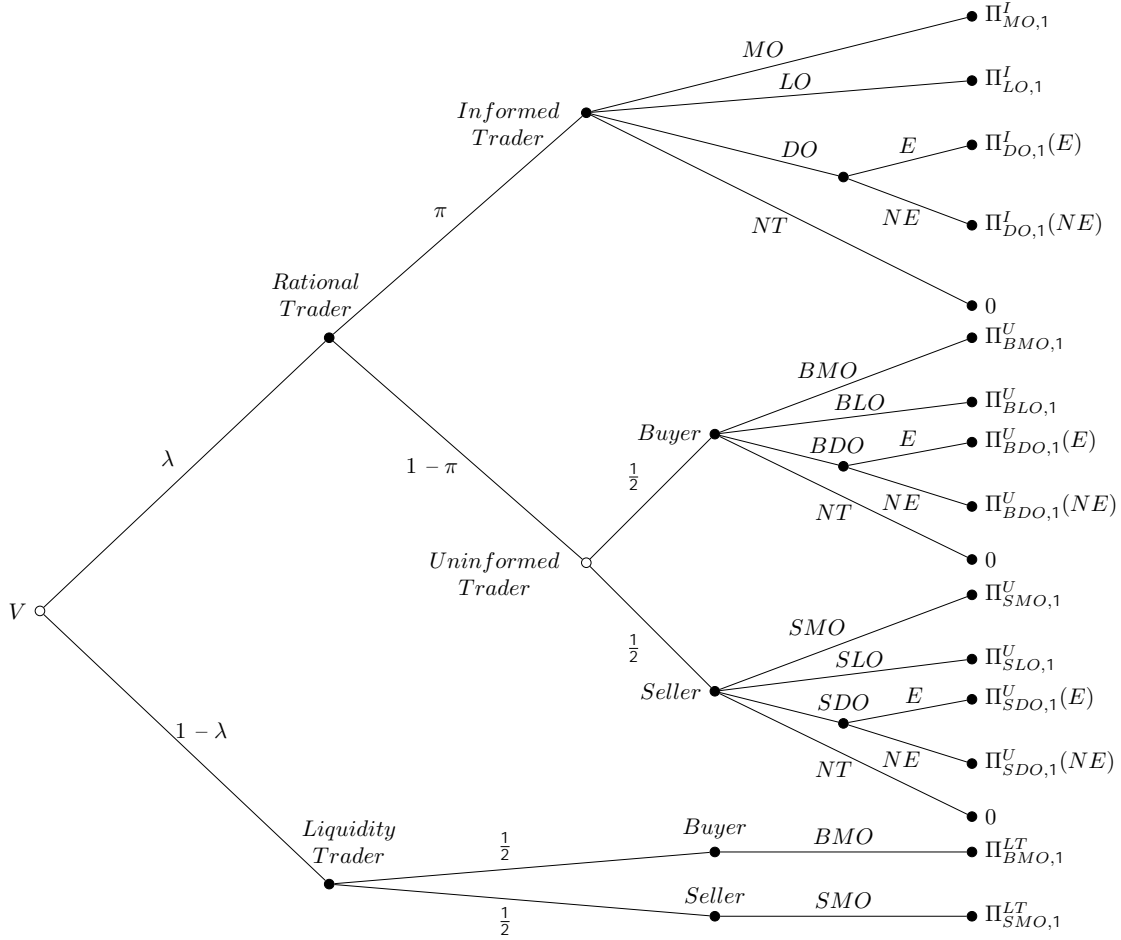 Π^I_{MO,1}
MO
LO
Π^I_{LO,1}
Informed
Trader
DO
E
Π^I_{DO,1}(E)
NE
Π^I_{DO,1}(NE)
NT
π
0
Rational
Trader
Π^U_{BMO,1}
BMO
BLO
Π^U_{BLO,1}
Buyer
BDO
E
Π^U_{BDO,1}(E)
λ
1 − π
1/2
NT
NE
Π^U_{BDO,1}(NE)
Uninformed
Trader
0
V
Π^U_{SMO,1}
SMO
1/2
SLO
Π^U_{SLO,1}
Seller
SDO
E
Π^U_{SDO,1}(E)
1 − λ
NT
NE
Π^U_{SDO,1}(NE)
0
Liquidity
Trader
1/2
Buyer
BMO
Π^{LT}_{BMO,1}
1/2
Seller
SMO
Π^{LT}_{SMO,1}